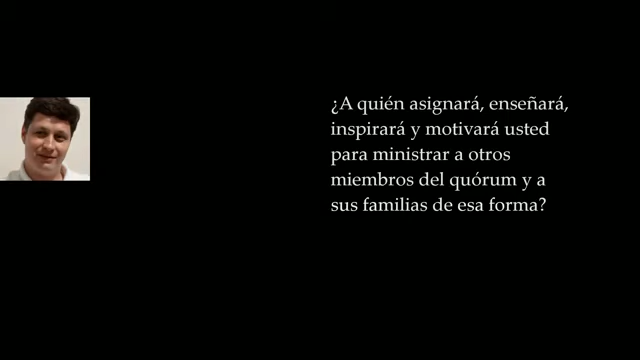 ¿A quién asignará, enseñará,
inspirará y motivará usted
para ministrar a otros
miembros del quórum y a
sus familias de esa forma?